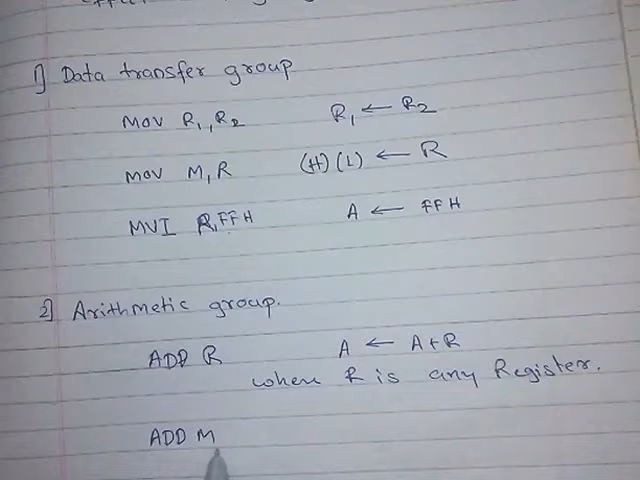 1] Data transfer group
MOV R1, R2 R1 ← R2
MOV M, R (H) (L) ← R
MVI R, FFH A ← FFH
2] Arithmetic group.
ADD R A ← A+R
when R is any Register.
ADD M